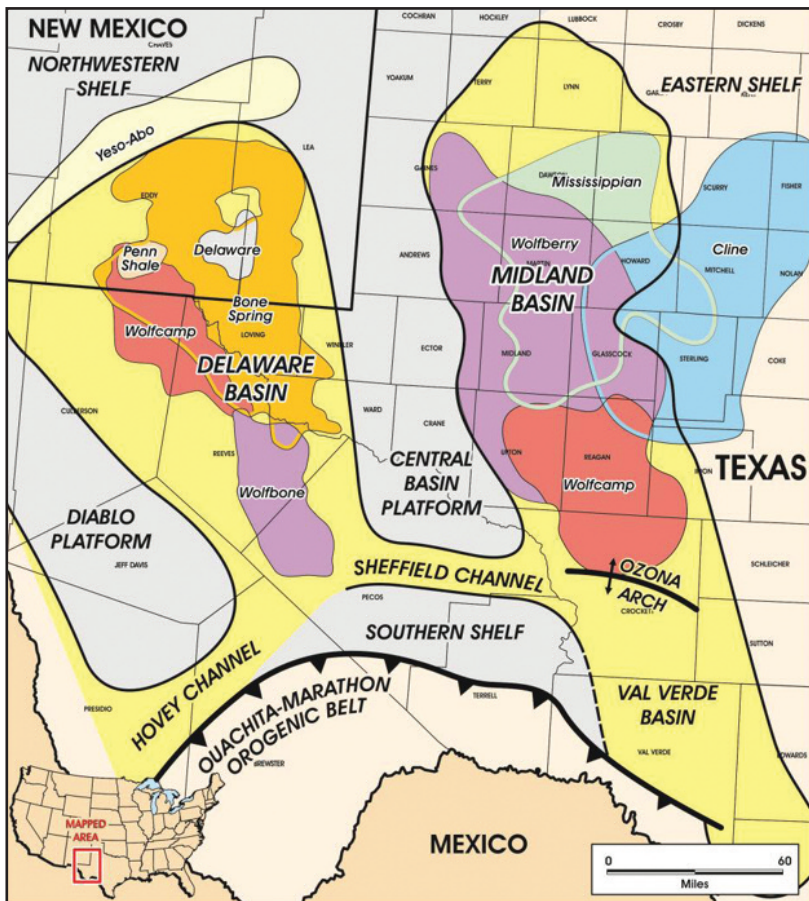 COCHRAN
HOCKLEY
LUBBOCK
CROSBY
DICKENS
NEW MEXICO
CHAVES
NORTHWESTERN
SHELF
YOAKUM
TERRY
LYNN
EASTERN SHELF
Yeso-Abo
LEA
GAINES
EDDY
Mississippian
SCURRY
FISHER
Penn
Shale
Delaware
ANDREWS
Wolfberry
MARTIN
HOWARD
Cline
MITCHELL
NOLAN
MIDLAND
BASIN
Bone
Spring
Wolfcamp
LOVING
WINKLER
ECTOR
MIDLAND
GLASSCOCK
STERLING
COKE
DELAWARE
BASIN
CULBERSON
WARD
CRANE
REEVES
UPTON
REAGAN
TEXAS
CENTRAL
BASIN
PLATFORM
Wolfbone
Wolfcamp
DIABLO
PLATFORM
JEFF DAVIS
SHEFFIELD CHANNEL
OZONA
ARCH
SCHLEICHER
PECOS
CROCKETT
SOUTHERN SHELF
SUTTON
HOVEY CHANNEL
PRESIDIO
OUACHITA-MARATHON
OROGENIC BELT
TERRELL
VAL VERDE
BASIN
VAL VERDE
EDWARDS
BREWSTER
MAPPED
AREA
MEXICO
0
60
Miles